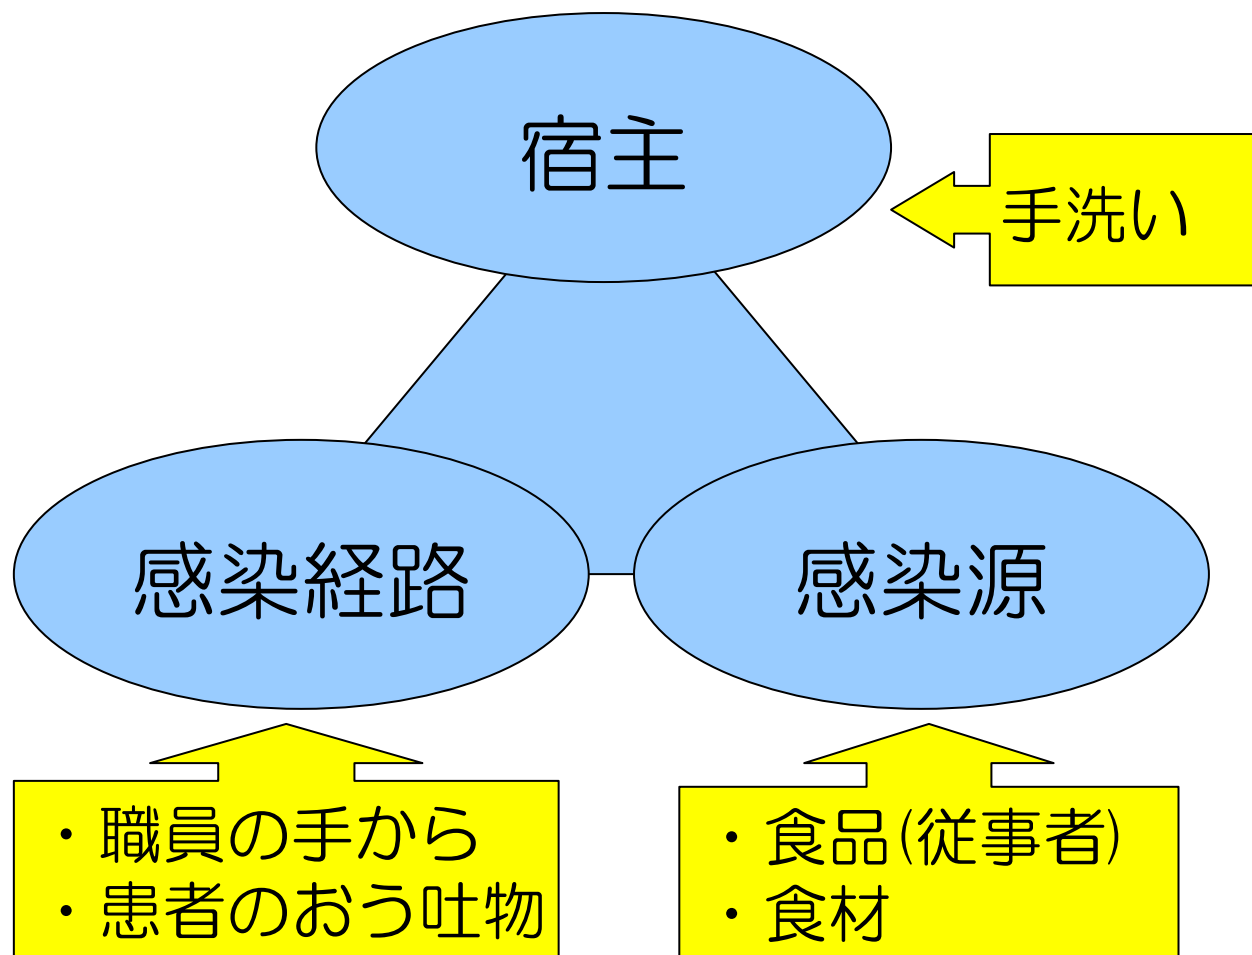 宿主
手洗い
感染経路
感染源
・職員の手から
・患者のおう吐物
・食品(従事者)
・食材